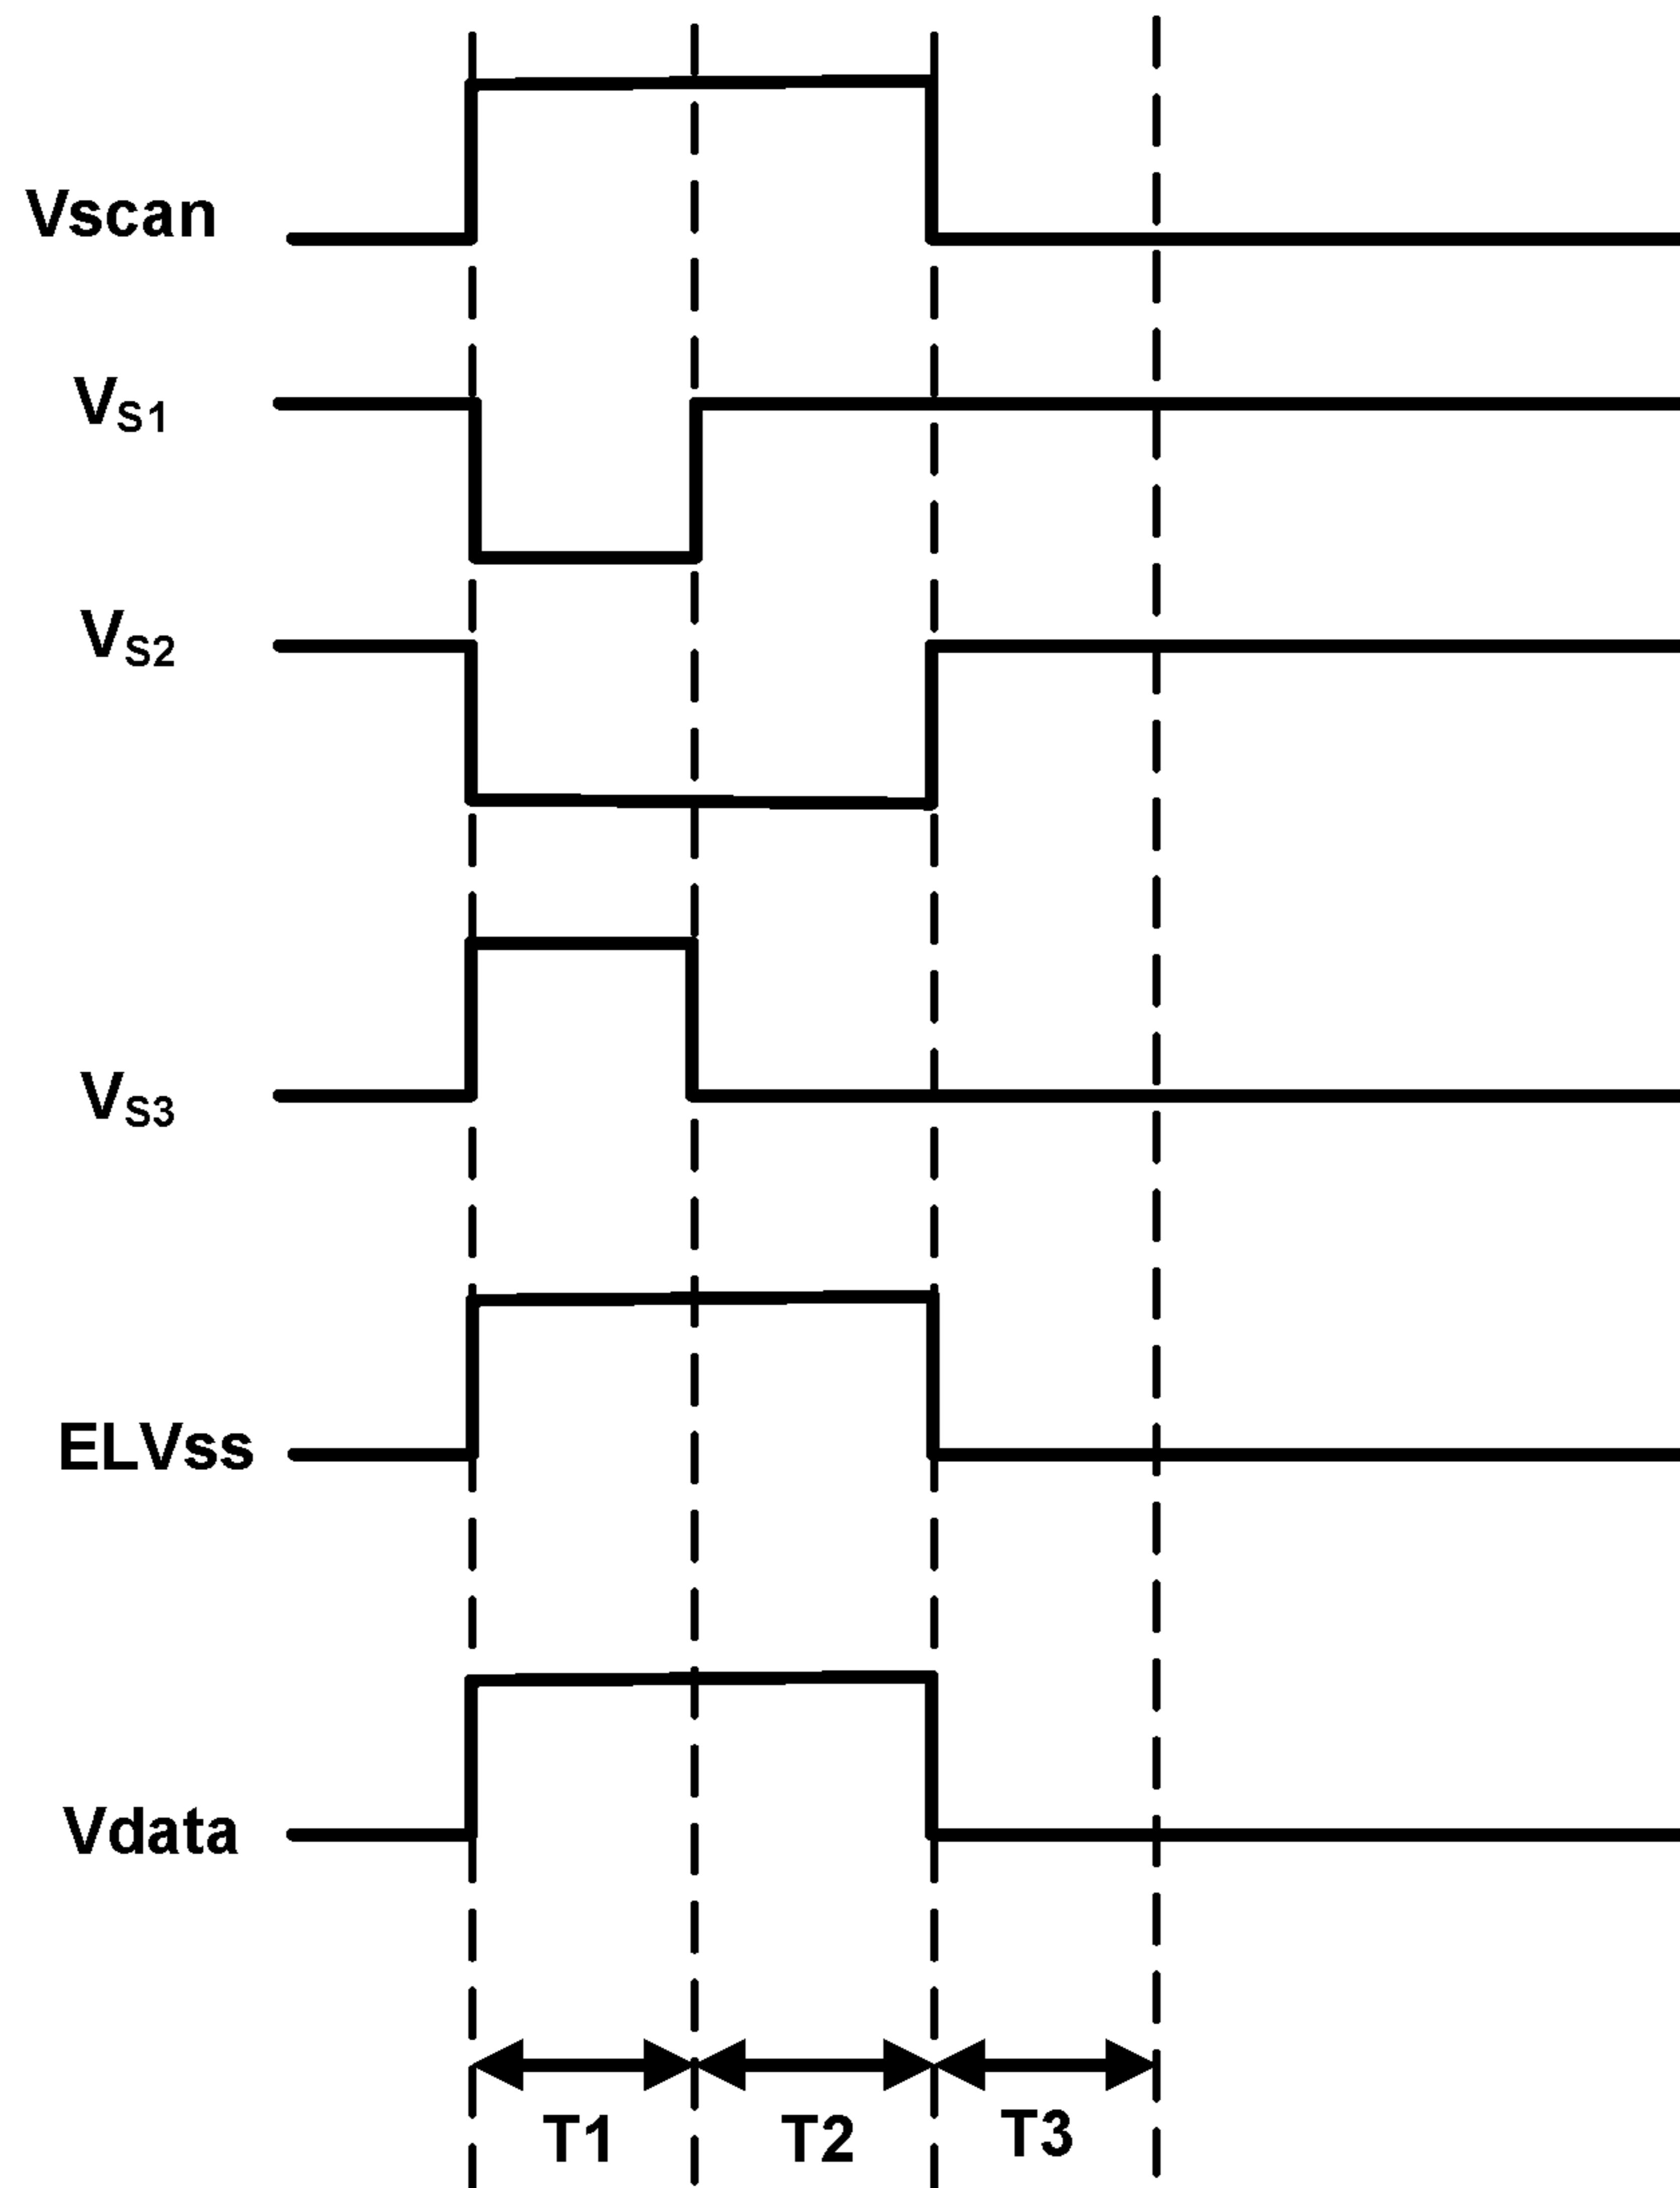 Vscan
VS1
VS2
VS3
ELVss
Vdata
T1 T2 T3